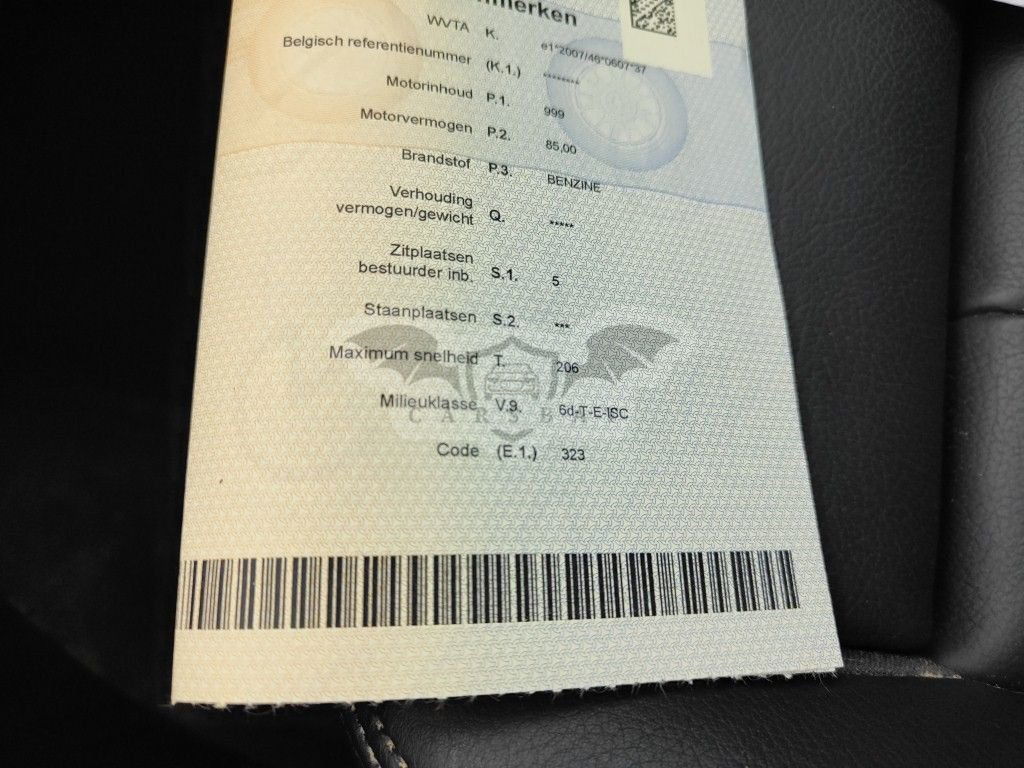 WVTA K. e1*2007/46*0607*37
Belgisch referentienummer (K.1.) ********
Motorinhoud P.1. 999
Motorvermogen P.2. 85,00
Brandstof P.3. BENZINE
Verhouding
vermogen/gewicht Q. *****
Zitplaatsen
bestuurder inb. S.1. 5
Staanplaatsen S.2. ***
Maximum snelheid T. 206
Milieuklasse V.9. 6d-T-E-ISC
Code (E.1.) 323